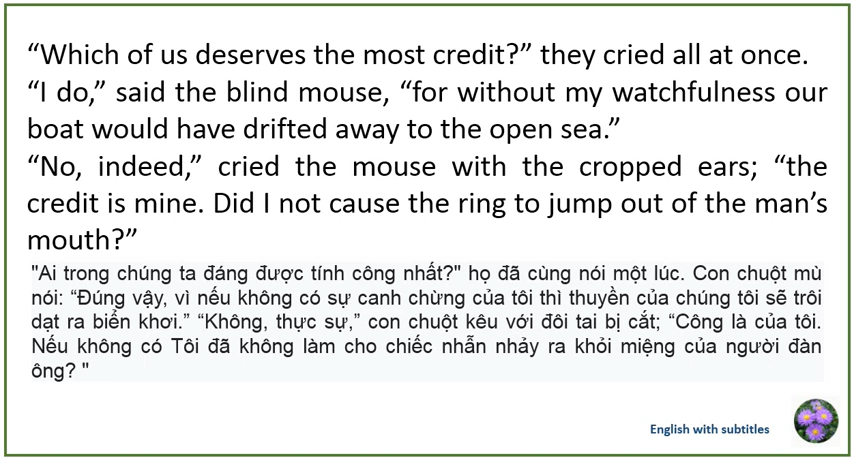 “Which of us deserves the most credit?” they cried all at once.
“I do,” said the blind mouse, “for without my watchfulness our
boat would have drifted away to the open sea.”
“No, indeed,” cried the mouse with the cropped ears; “the
credit is mine. Did I not cause the ring to jump out of the man’s
mouth?”
"Ai trong chúng ta đáng được tính công nhất?" họ đã cùng nói một lúc. Con chuột mù
nói: “Đúng vậy, vì nếu không có sự canh chừng của tôi thì thuyền của chúng tôi sẽ trôi
dạt ra biển khơi.” “Không, thực sự,” con chuột kêu với đôi tai bị cắt; “Công là của tôi.
Nếu không có Tôi đã không làm cho chiếc nhẫn nhảy ra khỏi miệng của người đàn
ông? "
English with subtitles